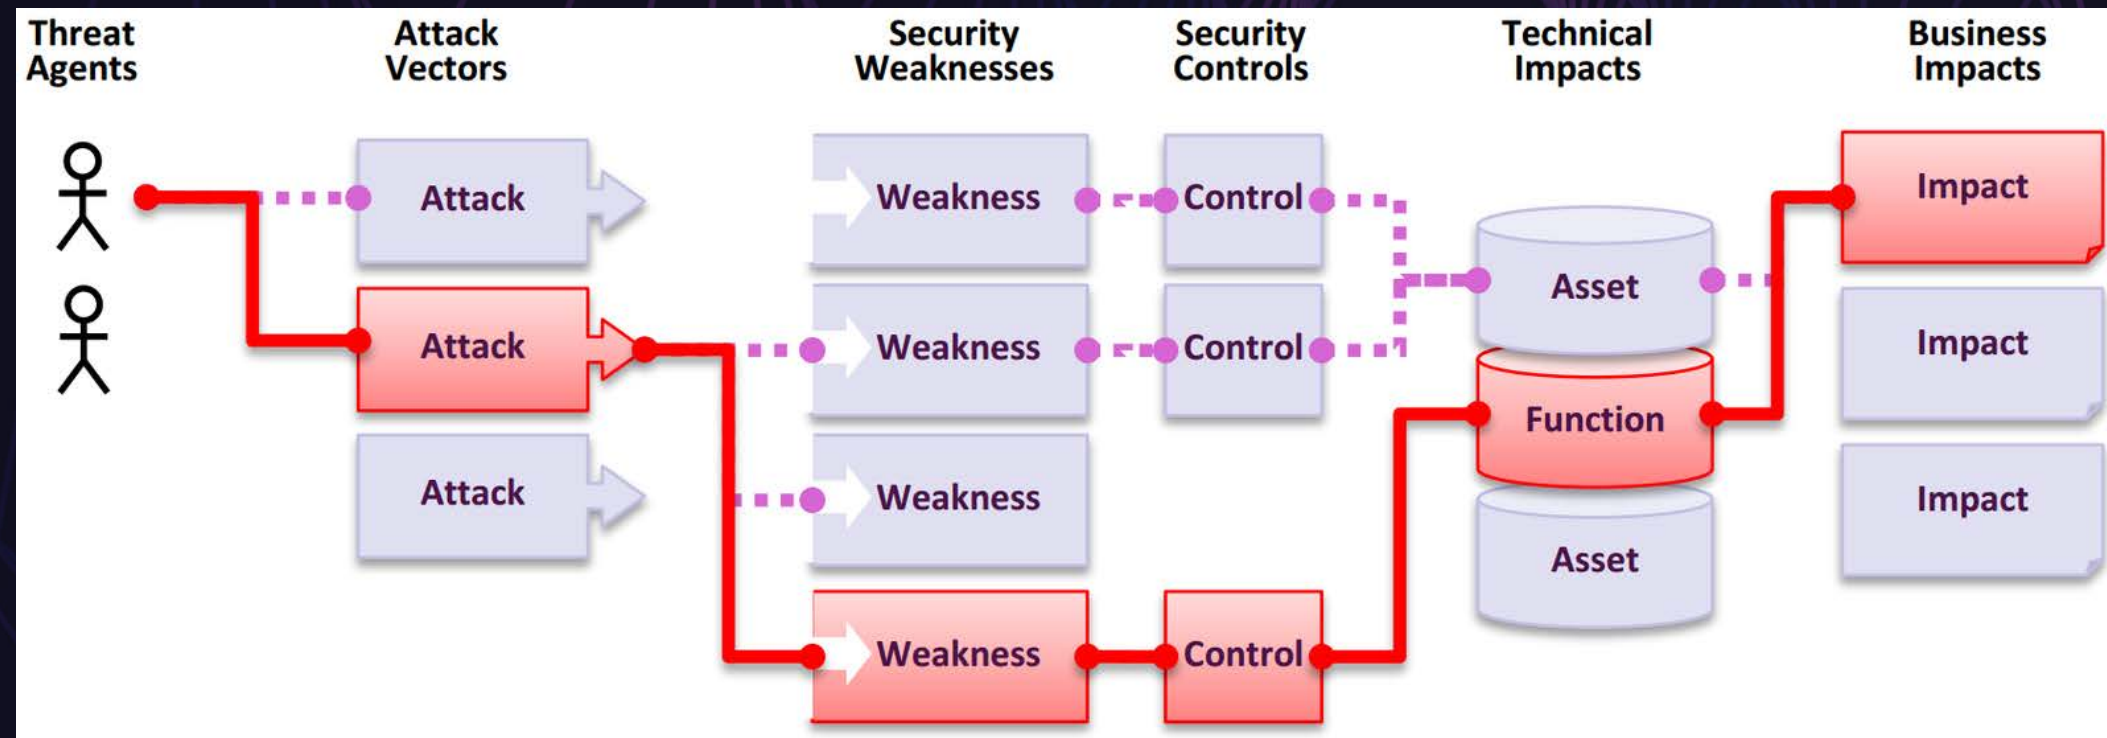 Threat
Agents
Attack
Vectors
Security
Weaknesses
Security
Controls
Technical
Impacts
Business
Impacts
Attack
Weakness
Control
Impact
Asset
Attack
Weakness
Control
Impact
Function
Attack
Weakness
Impact
Asset
Weakness
Control